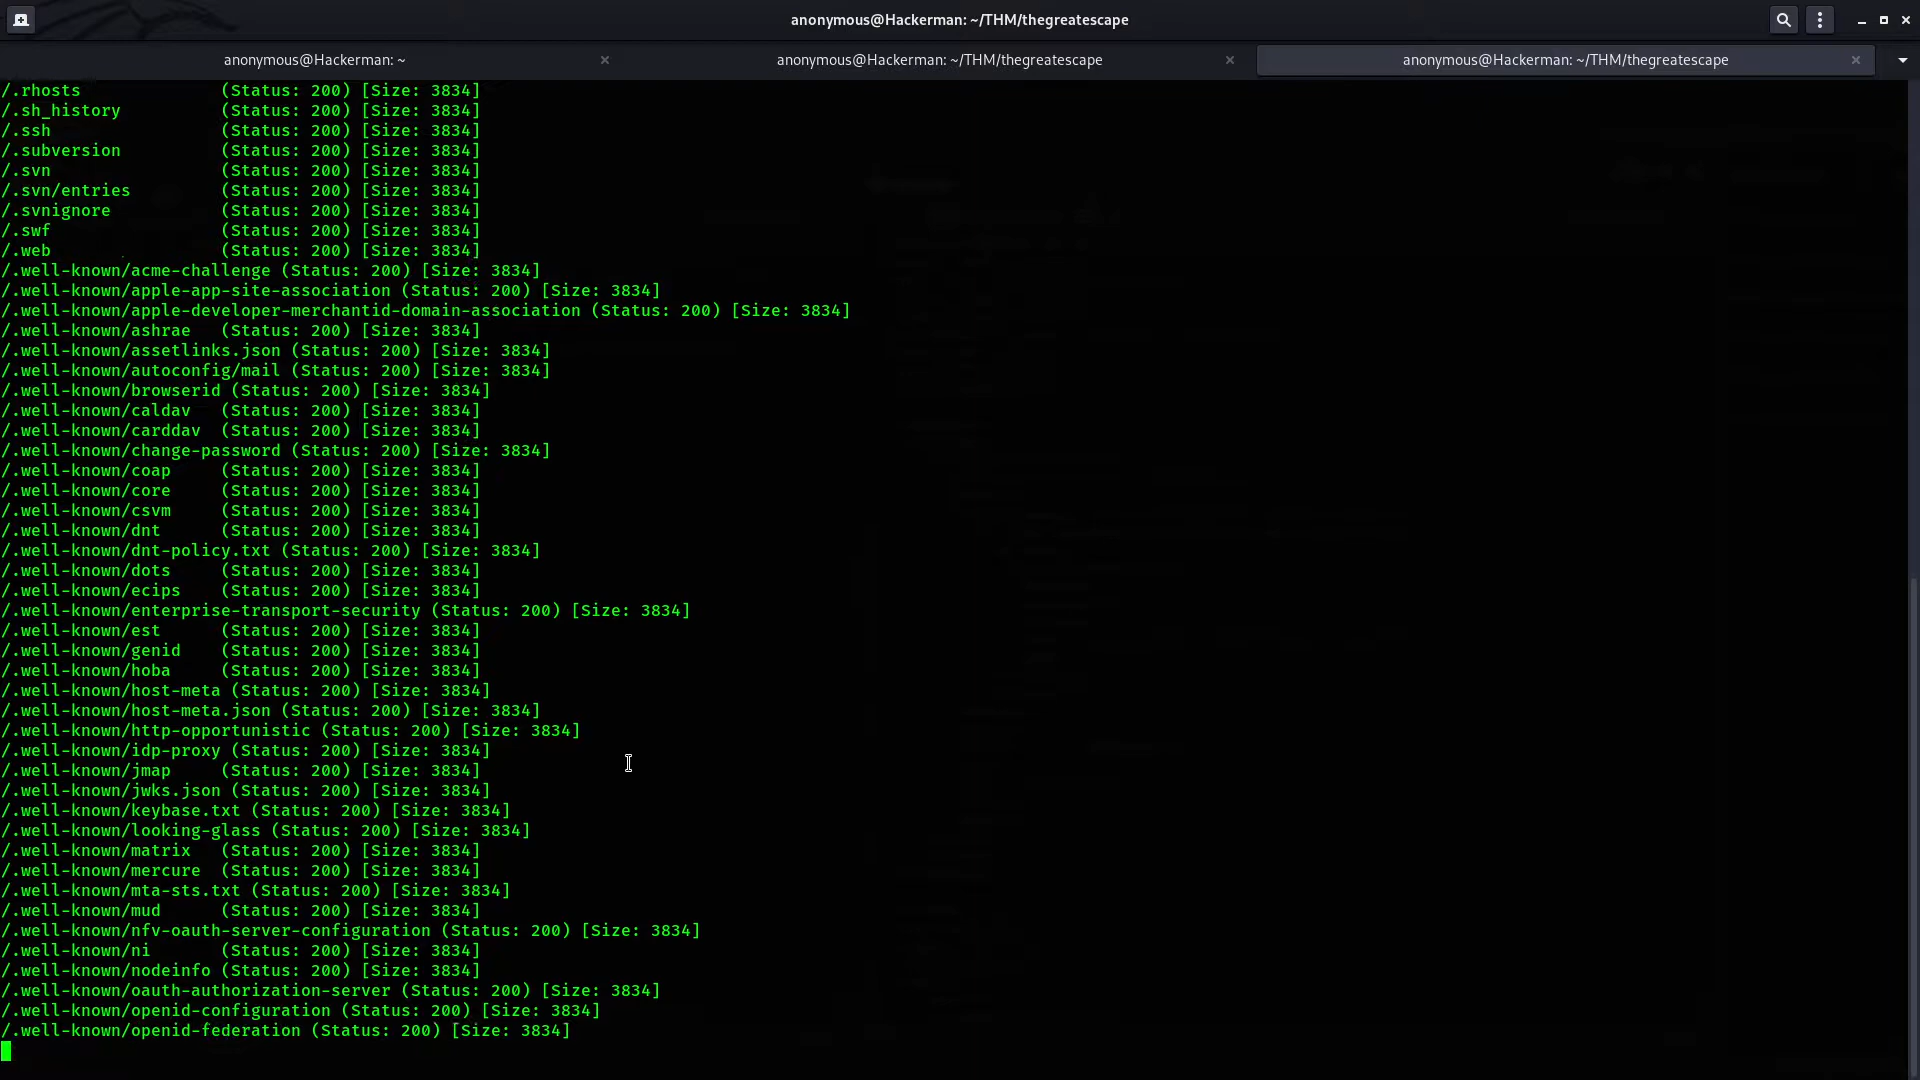 anonymous@Hackerman: ~/THM/thegreatescape
anonymous@Hackerman: ~
anonymous@Hackerman: ~/THM/thegreatescape
anonymous@Hackerman: ~/THM/thegreatescape
/.rhosts (Status: 200) [Size: 3834]
/.sh_history (Status: 200) [Size: 3834]
/.ssh (Status: 200) [Size: 3834]
/.subversion (Status: 200) [Size: 3834]
/.svn (Status: 200) [Size: 3834]
/.svn/entries (Status: 200) [Size: 3834]
/.svnignore (Status: 200) [Size: 3834]
/.swf (Status: 200) [Size: 3834]
/.web (Status: 200) [Size: 3834]
/.well-known/acme-challenge (Status: 200) [Size: 3834]
/.well-known/apple-app-site-association (Status: 200) [Size: 3834]
/.well-known/apple-developer-merchantid-domain-association (Status: 200) [Size: 3834]
/.well-known/ashrae (Status: 200) [Size: 3834]
/.well-known/assetlinks.json (Status: 200) [Size: 3834]
/.well-known/autoconfig/mail (Status: 200) [Size: 3834]
/.well-known/browserid (Status: 200) [Size: 3834]
/.well-known/caldav (Status: 200) [Size: 3834]
/.well-known/carddav (Status: 200) [Size: 3834]
/.well-known/change-password (Status: 200) [Size: 3834]
/.well-known/coap (Status: 200) [Size: 3834]
/.well-known/core (Status: 200) [Size: 3834]
/.well-known/csvm (Status: 200) [Size: 3834]
/.well-known/dnt (Status: 200) [Size: 3834]
/.well-known/dnt-policy.txt (Status: 200) [Size: 3834]
/.well-known/dots (Status: 200) [Size: 3834]
/.well-known/ecips (Status: 200) [Size: 3834]
/.well-known/enterprise-transport-security (Status: 200) [Size: 3834]
/.well-known/est (Status: 200) [Size: 3834]
/.well-known/genid (Status: 200) [Size: 3834]
/.well-known/hoba (Status: 200) [Size: 3834]
/.well-known/host-meta (Status: 200) [Size: 3834]
/.well-known/host-meta.json (Status: 200) [Size: 3834]
/.well-known/http-opportunistic (Status: 200) [Size: 3834]
/.well-known/idp-proxy (Status: 200) [Size: 3834]
/.well-known/jmap (Status: 200) [Size: 3834]
/.well-known/jwks.json (Status: 200) [Size: 3834]
/.well-known/keybase.txt (Status: 200) [Size: 3834]
/.well-known/looking-glass (Status: 200) [Size: 3834]
/.well-known/matrix (Status: 200) [Size: 3834]
/.well-known/mercure (Status: 200) [Size: 3834]
/.well-known/mta-sts.txt (Status: 200) [Size: 3834]
/.well-known/mud (Status: 200) [Size: 3834]
/.well-known/nfv-oauth-server-configuration (Status: 200) [Size: 3834]
/.well-known/ni (Status: 200) [Size: 3834]
/.well-known/nodeinfo (Status: 200) [Size: 3834]
/.well-known/oauth-authorization-server (Status: 200) [Size: 3834]
/.well-known/openid-configuration (Status: 200) [Size: 3834]
/.well-known/openid-federation (Status: 200) [Size: 3834]